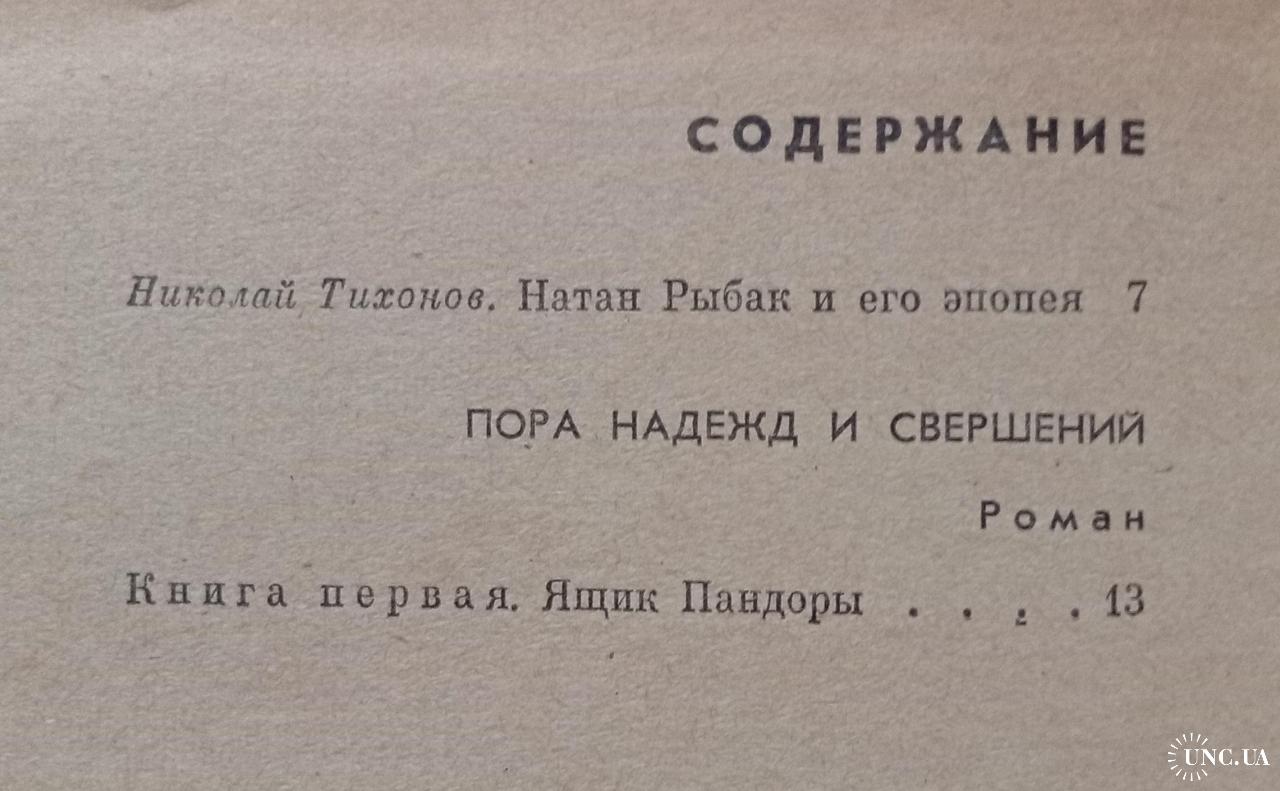 СОДЕРЖАНИЕ
Николай Тихонов. Натан Рыбак и его эпопея 7
ПОРА НАДЕЖД И СВЕРШЕНИЙ
Роман
Книга первая. Ящик Пандоры . . . . 13
UNC.UA